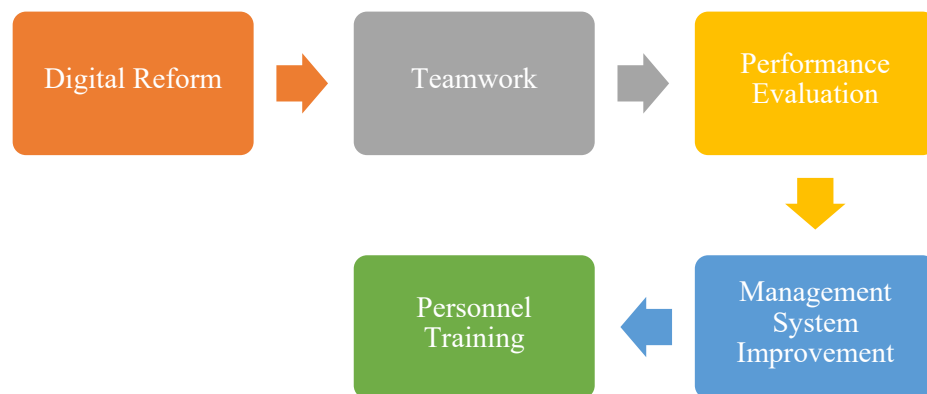 Digital Reform
Teamwork
Performance
Evaluation
Management
System
Improvement
Personnel
Training